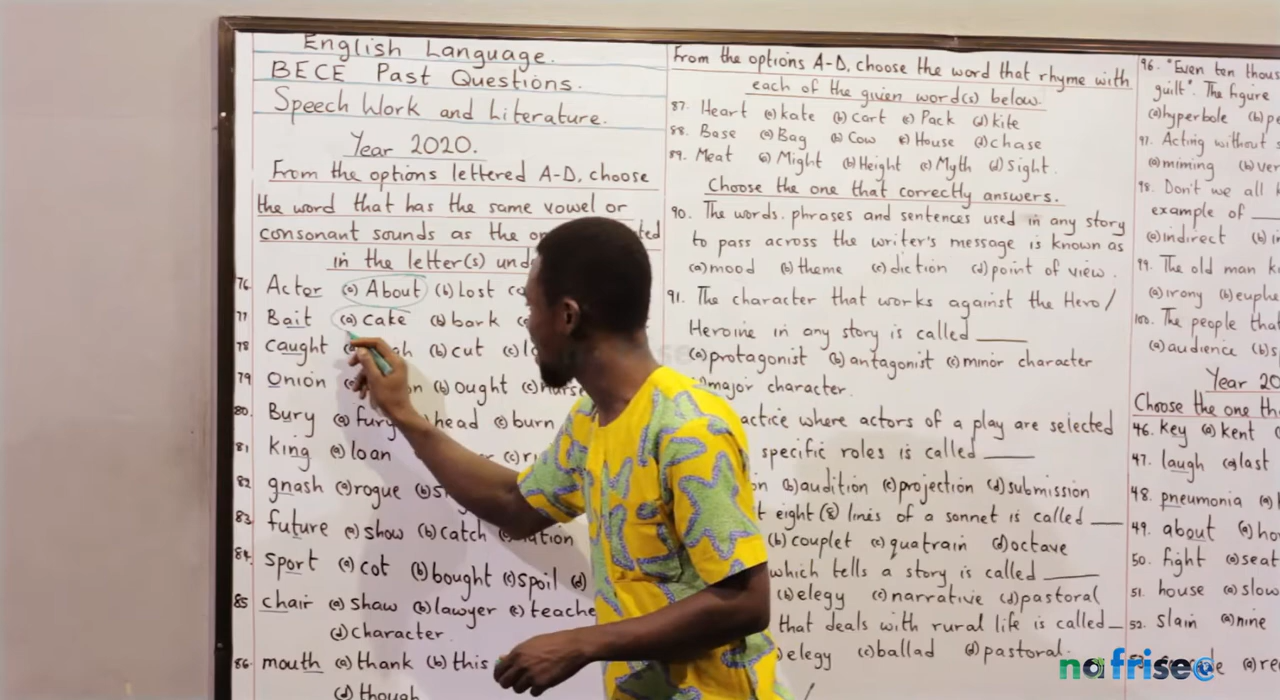 English Language.
BECE Past Questions.
Speech Work and Literature.
Year 2020.
From the options lettered A-D, choose
the word that has the same vowel or
consonant sounds as the
in the letter(s)
76. Actor (a) About (b) lost
77 Bait (a) cake (b) bark
78 caught (b) cut
79 Onion (b) ought (c) nurse
80. Bury (a) fury head (c) burn
81 king (a) loan
82 gnash (a) rogue
83. future (a) show (b) catch
84. sport (a) cot (b) bought (c) spoil (d)
85 chair (a) shaw (b) lawyer (c)
(d) character.
86. mouth (a) thank (b) this
(d) though
From the options A-D, choose the word that rhyme with
each of the given word(s) below.
87. Heart (a) kate (b) cart (c) Pack (d) kite
88. Base (a) Bag (b) Cow (c) House (d) chase
89. Meat (a) Might (b) Height (c) Myth (d) Sight.
Choose the one that correctly answers.
90. The words, phrases and sentences used in any story
to pass across the writer's message is known as
(a) mood (b) theme (c) diction (d) point of view.
91. The character that works against the Hero/
Heroine in any story is called ____
(a) protagonist (b) antagonist (c) minor character
major character.
where actors of a play are selected
specific roles is called ____
(b) audition (c) projection (d) submission
eight (8) lines of a sonnet is called ____
(b) couplet (c) quatrain (d) octave
which tells a story is called ____
(b) elegy (c) narrative (d) pastoral
that deals with rural life is called __
elegy (c) ballad (d) pastoral.
96. "Even ten
guilt". The figure
(a) hyperbole (b)
97. Acting without
(a) miming (b)
98. Don't we all
example of ____
(a) indirect (b)
99. The old man
(a) irony (b)
100. The people that
(a) audience (b)
Year
Choose the one
46. key (a) kent
47. laugh (a) last
48. pneumonia (a)
49. about (a)
50. fight (a) seat
51. house (a) slow
52. slain (a) nine
(a)
nafrisee